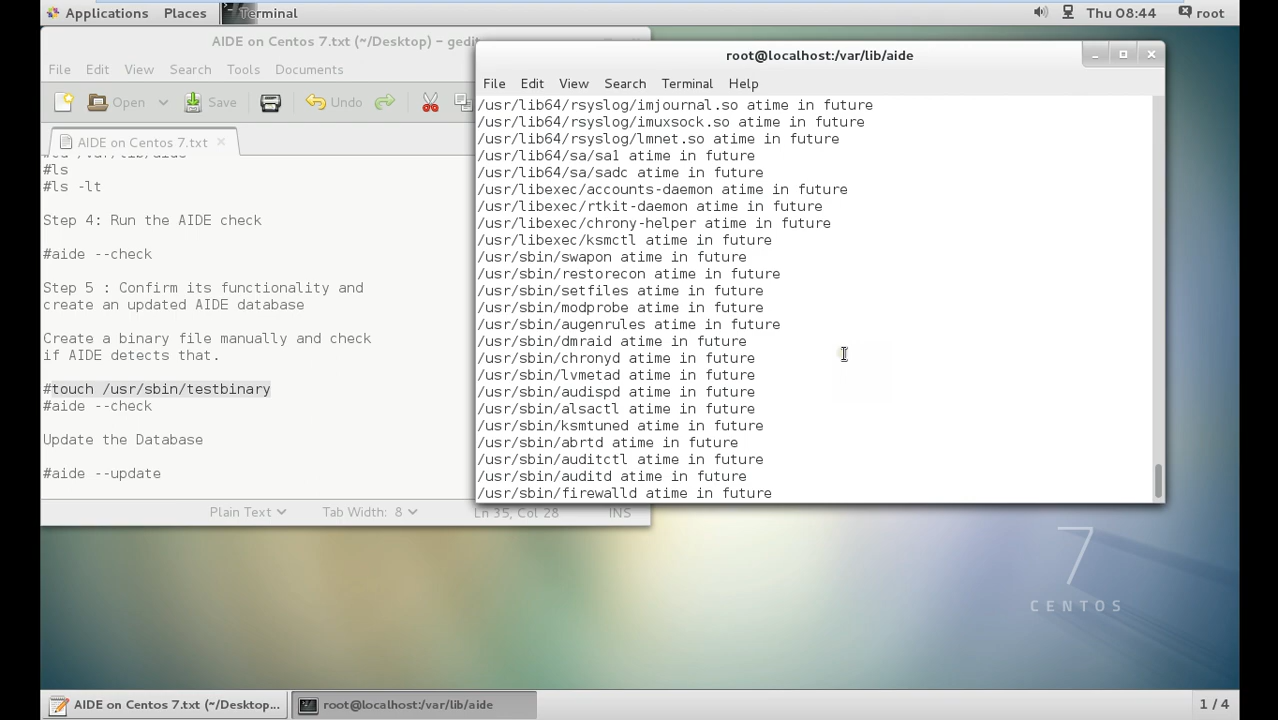 Applications Places Terminal Thu 08:44 root
AIDE on Centos 7.txt (~/Desktop) - gedit
File Edit View Search Tools Documents
Open Save Undo
AIDE on Centos 7.txt
#ls
#ls -lt
Step 4: Run the AIDE check
#aide --check
Step 5 : Confirm its functionality and
create an updated AIDE database
Create a binary file manually and check
if AIDE detects that.
#touch /usr/sbin/testbinary
#aide --check
Update the Database
#aide --update
Plain Text Tab Width: 8 Ln 35, Col 28 INS
root@localhost:/var/lib/aide
File Edit View Search Terminal Help
/usr/lib64/rsyslog/imjournal.so atime in future
/usr/lib64/rsyslog/imuxsock.so atime in future
/usr/lib64/rsyslog/lmnet.so atime in future
/usr/lib64/sa/sa1 atime in future
/usr/lib64/sa/sadc atime in future
/usr/libexec/accounts-daemon atime in future
/usr/libexec/rtkit-daemon atime in future
/usr/libexec/chrony-helper atime in future
/usr/libexec/ksmctl atime in future
/usr/sbin/swapon atime in future
/usr/sbin/restorecon atime in future
/usr/sbin/setfiles atime in future
/usr/sbin/modprobe atime in future
/usr/sbin/augenrules atime in future
/usr/sbin/dmraid atime in future
/usr/sbin/chronyd atime in future
/usr/sbin/lvmetad atime in future
/usr/sbin/audispd atime in future
/usr/sbin/alsactl atime in future
/usr/sbin/ksmtuned atime in future
/usr/sbin/abrtd atime in future
/usr/sbin/auditctl atime in future
/usr/sbin/auditd atime in future
/usr/sbin/firewalld atime in future
7
CENTOS
AIDE on Centos 7.txt (~/Desktop... root@localhost:/var/lib/aide 1 / 4